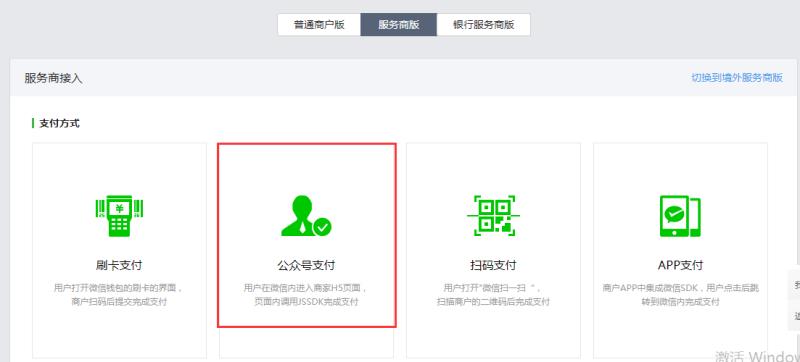 普通商户版 服务商版 银行服务商版
服务商接入 切换到境外服务商版
支付方式
刷卡支付
用户打开微信钱包的刷卡的界面，
商户扫码后提交完成支付
公众号支付
用户在微信内进入商家H5页面，
页面内调用JSSDK完成支付
扫码支付
用户打开"微信扫一扫“，
扫描商户的二维码后完成支付
APP支付
商户APP中集成微信SDK，用户点击后跳
转到微信内完成支付
激活 Windo